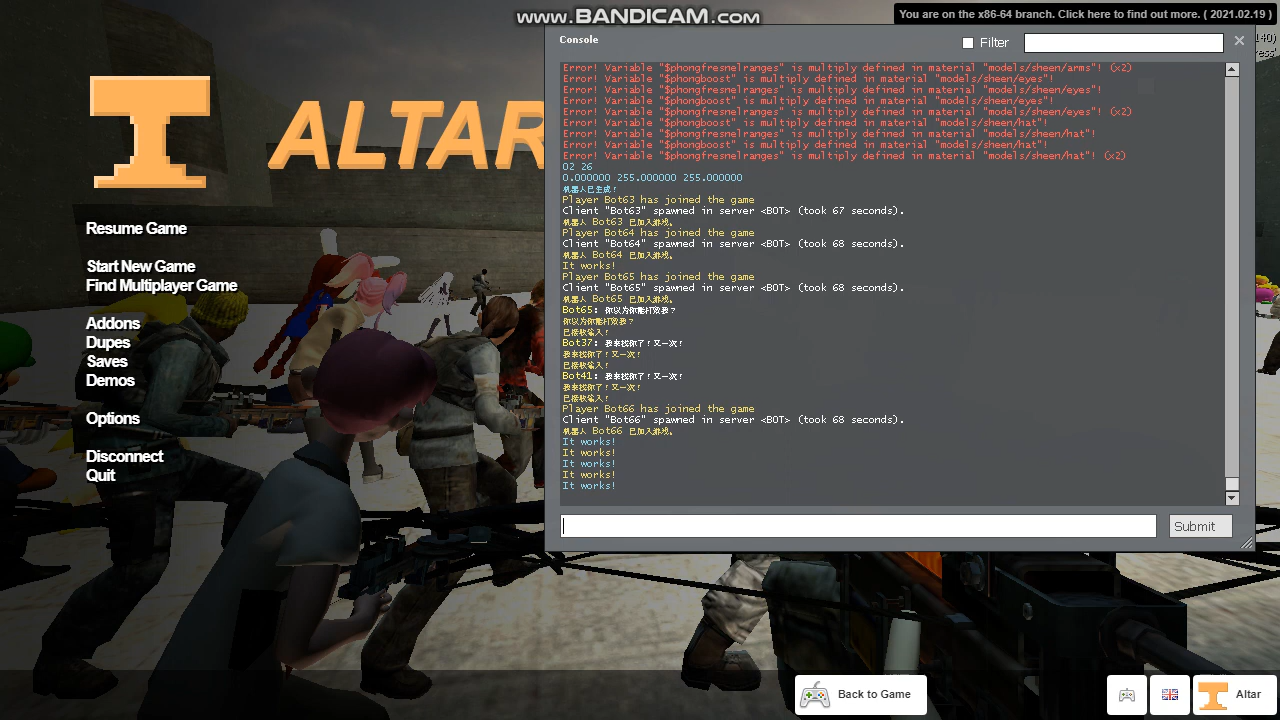 www.BANDICAM.com
You are on the x86-64 branch. Click here to find out more. ( 2021.02.19 )
Console
Filter
Error! Variable "$phongfresnelranges" is multiply defined in material "models/sheen/arms"! (x2)
Error! Variable "$phongboost" is multiply defined in material "models/sheen/eyes"!
Error! Variable "$phongfresnelranges" is multiply defined in material "models/sheen/eyes"!
Error! Variable "$phongboost" is multiply defined in material "models/sheen/eyes"!
Error! Variable "$phongfresnelranges" is multiply defined in material "models/sheen/eyes"! (x2)
Error! Variable "$phongboost" is multiply defined in material "models/sheen/hat"!
Error! Variable "$phongfresnelranges" is multiply defined in material "models/sheen/hat"!
Error! Variable "$phongboost" is multiply defined in material "models/sheen/hat"!
Error! Variable "$phongfresnelranges" is multiply defined in material "models/sheen/hat"! (x2)
02 26
0.000000 255.000000 255.000000
机器人已生成!
Player Bot63 has joined the game
Client "Bot63" spawned in server <BOT> (took 67 seconds).
机器人 Bot63 已加入游戏。
Player Bot64 has joined the game
Client "Bot64" spawned in server <BOT> (took 68 seconds).
机器人 Bot64 已加入游戏。
It works!
Player Bot65 has joined the game
Client "Bot65" spawned in server <BOT> (took 68 seconds).
机器人 Bot65 已加入游戏。
Bot65: 你以为你能打败我?
你以为你能打败我?
已接收输入!
Bot37: 我来找你了!又一次!
我来找你了!又一次!
已接收输入!
Bot41: 我来找你了!又一次!
我来找你了!又一次!
已接收输入!
Player Bot66 has joined the game
Client "Bot66" spawned in server <BOT> (took 68 seconds).
机器人 Bot66 已加入游戏。
It works!
It works!
It works!
It works!
It works!
Submit
ALTAR
Resume Game
Start New Game
Find Multiplayer Game
Addons
Dupes
Saves
Demos
Options
Disconnect
Quit
Back to Game
Altar